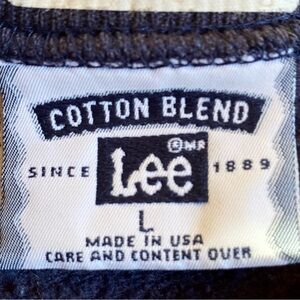 COTTON BLEND
®MR
SINCE Lee 1889
L
MADE IN USA
CARE AND CONTENT OVER